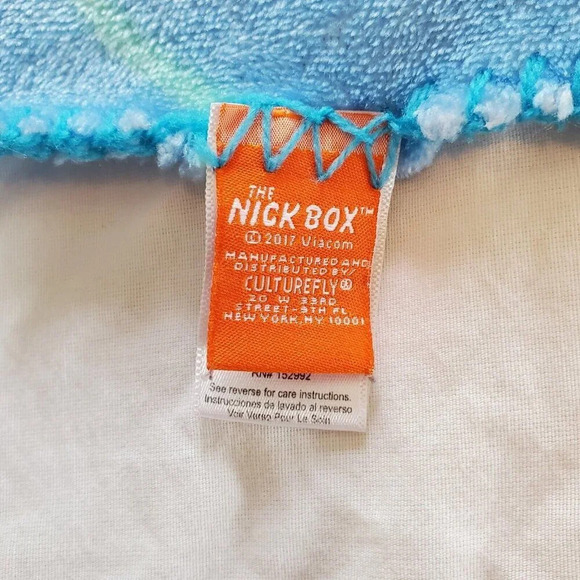 THE
NICK BOX™
© 2017 Viacom
MANUFACTURED AND
DISTRIBUTED BY/
CULTUREFLY®
20 W 33RD
STREET-5TH FL
NEW YORK, NY 10001
RN# 152992
See reverse for care instructions.
Instrucciones de lavado al reverso
Voir Verso Pour Le Soin